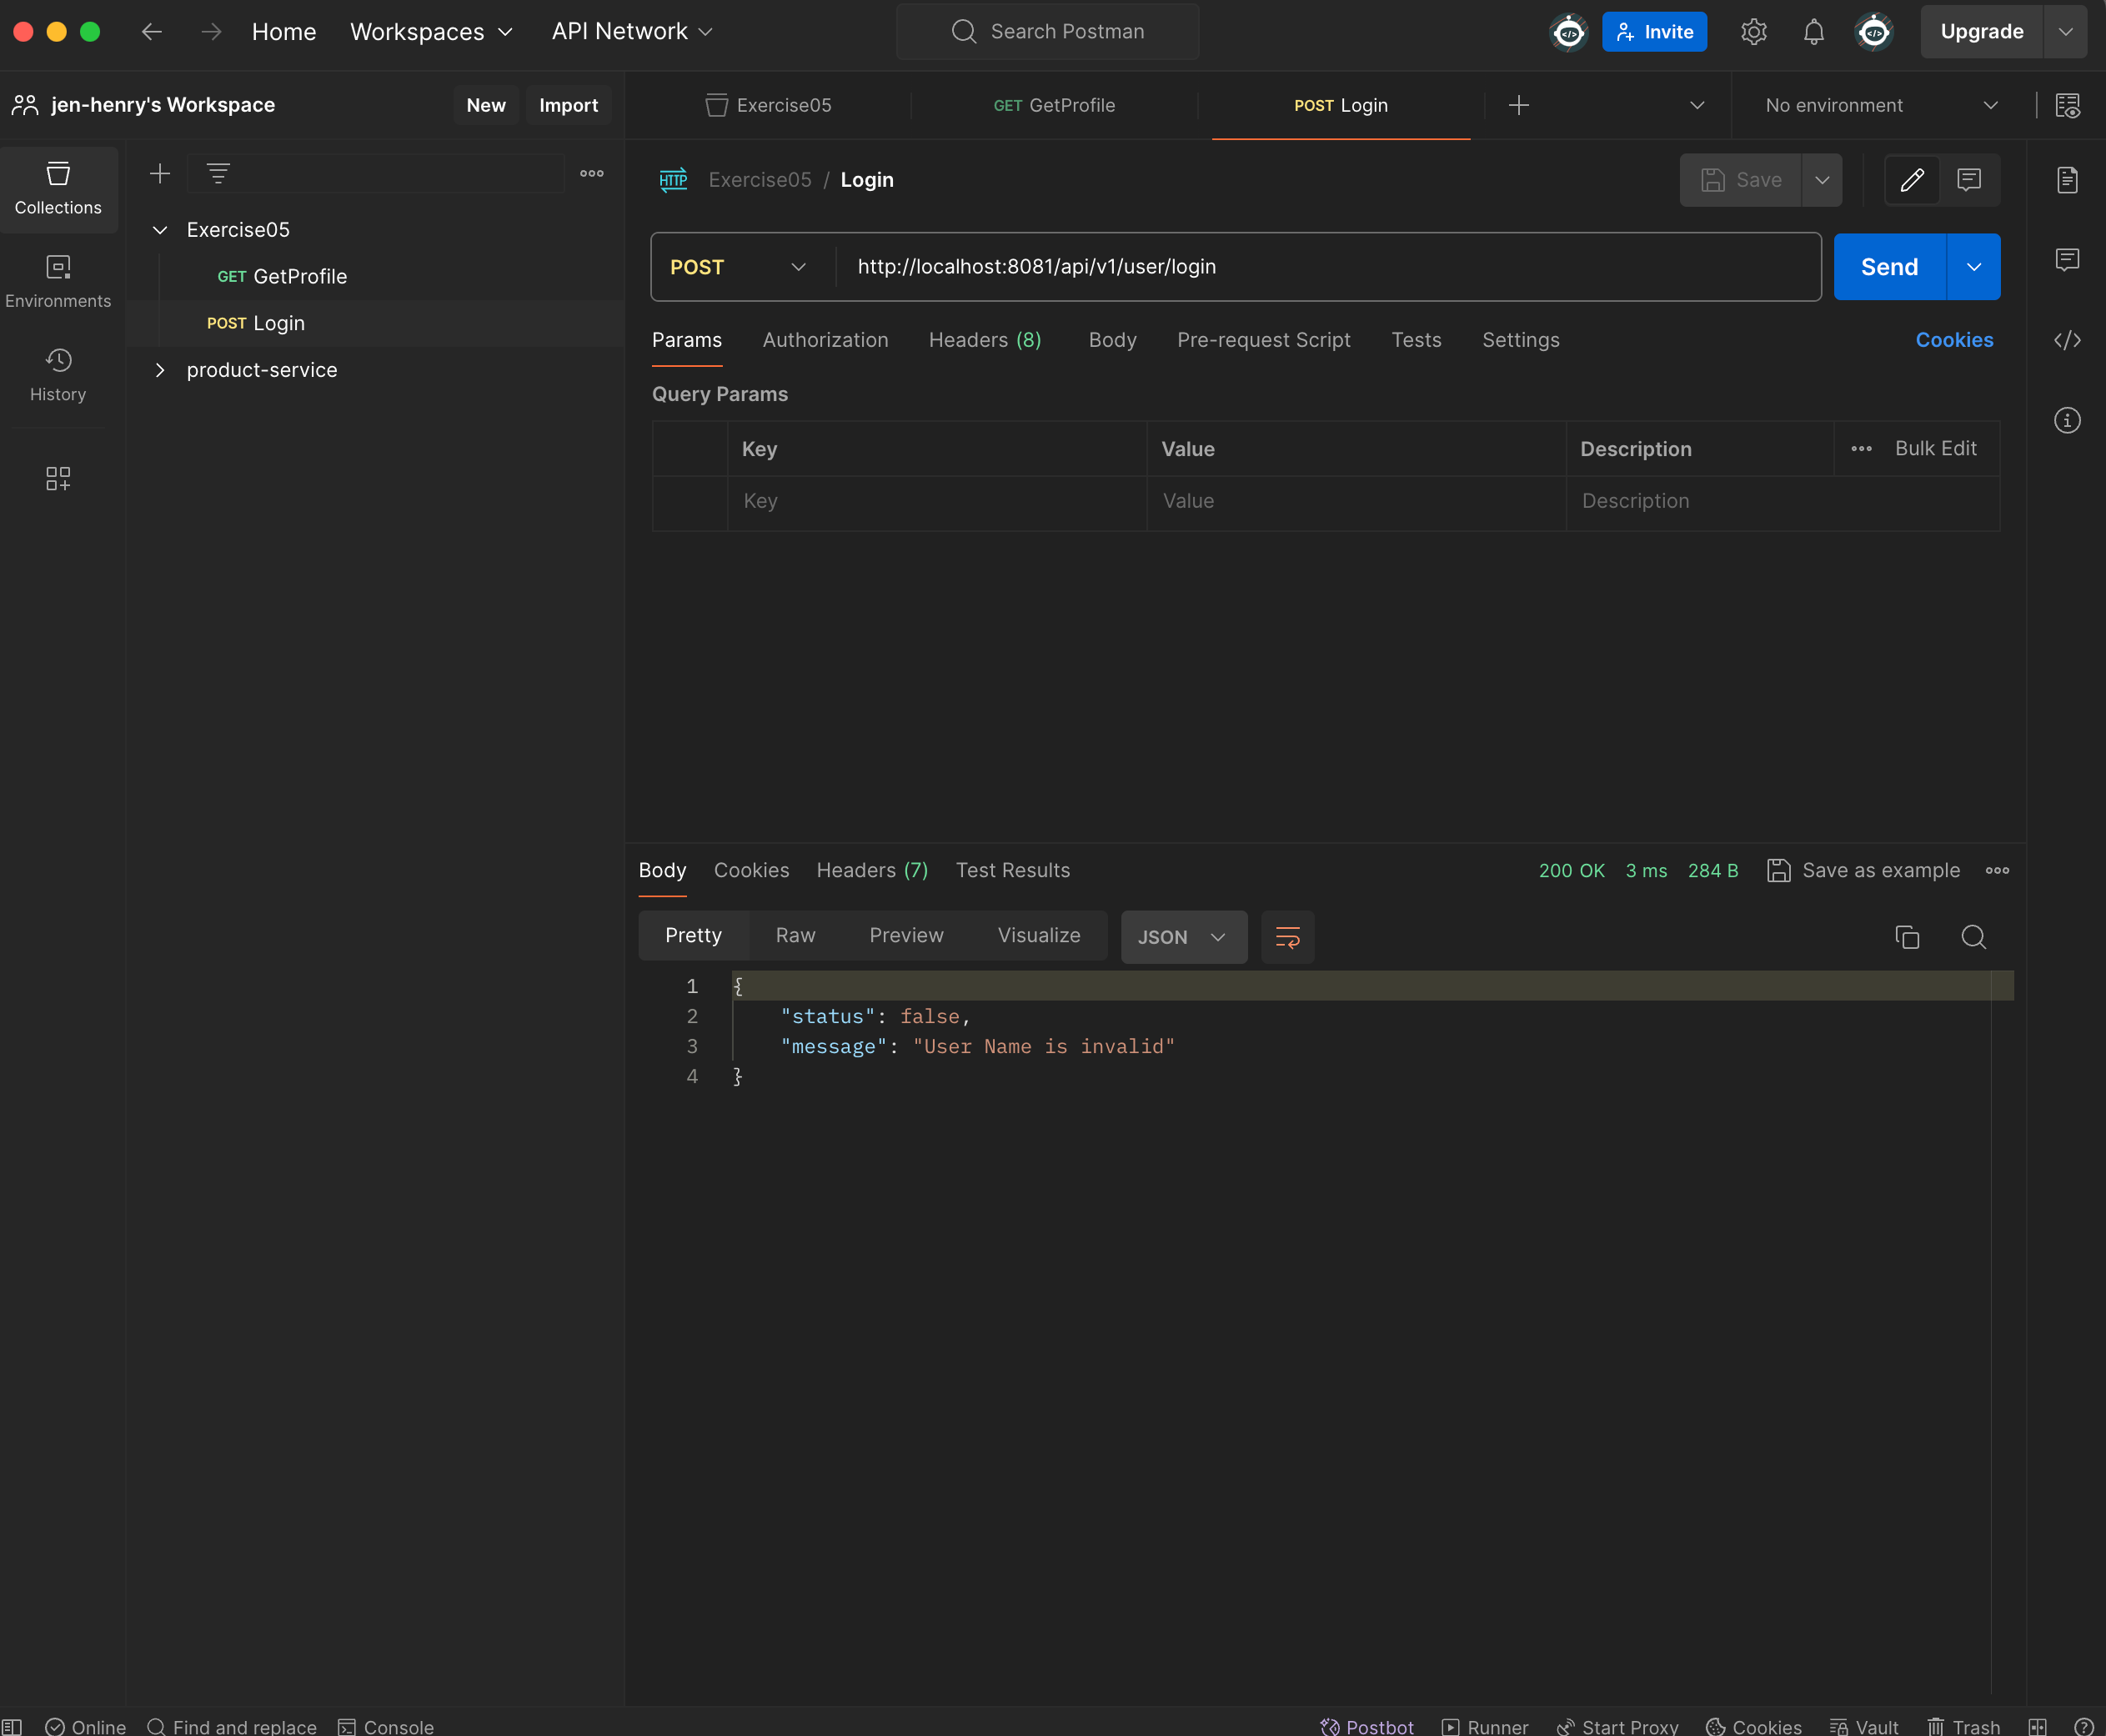 Home Workspaces API Network Search Postman Invite Upgrade
jen-henry's Workspace New Import Exercise05 GET GetProfile POST Login No environment
Collections
Environments
History
Exercise05
GET GetProfile
POST Login
product-service
HTTP Exercise05 / Login Save
POST http://localhost:8081/api/v1/user/login Send
Params Authorization Headers (8) Body Pre-request Script Tests Settings Cookies
Query Params
Key Value Description Bulk Edit
Key Value Description
Body Cookies Headers (7) Test Results 200 OK 3 ms 284 B Save as example
Pretty Raw Preview Visualize JSON
1 {
2 "status": false,
3 "message": "User Name is invalid"
4 }
Online Find and replace Console Postbot Runner Start Proxy Cookies Vault Trash